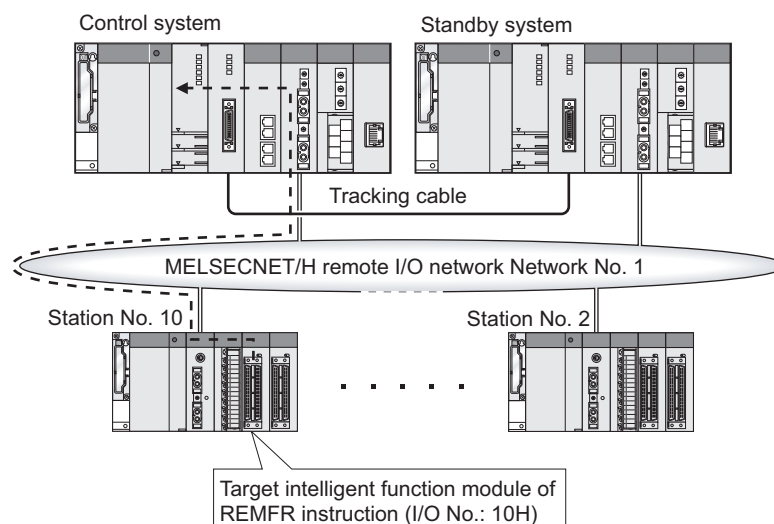 Control system
Standby system
Tracking cable
MELSECNET/H remote I/O network Network No. 1
Station No. 10
Station No. 2
Target intelligent function module of
REMFR instruction (I/O No.: 10H)